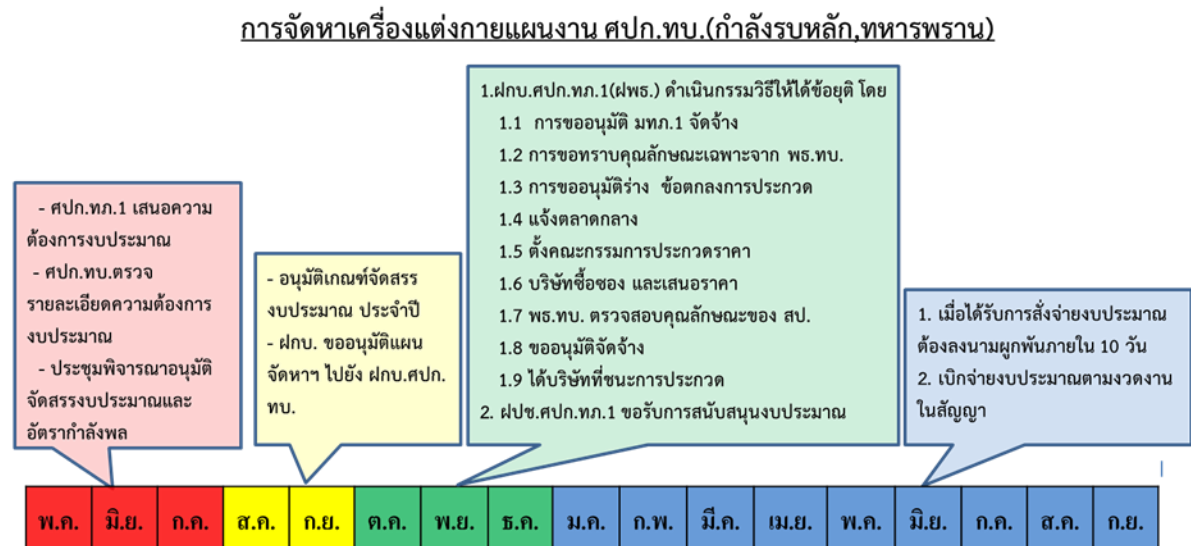 การจัดหาเครื่องแต่งกายแผนงาน ศปก.ทบ.(กำลังรบหลัก,ทหารพราน)
- ศปก.ทภ.1 เสนอความ
ต้องการงบประมาณ
- ศปก.ทบ.ตรวจ
รายละเอียดความต้องการ
งบประมาณ
- ประชุมพิจารณาอนุมัติ
จัดสรรงบประมาณและ
อัตรากำลังพล
- อนุมัติเกณฑ์จัดสรร
งบประมาณ ประจำปี
- ฝกบ. ขออนุมัติแผน
จัดหาฯ ไปยัง ฝกบ.ศปก.
ทบ.
1.ฝกบ.ศปก.ทภ.1(ฝพธ.) ดำเนินกรรมวิธีให้ได้ข้อยุติ โดย
1.1 การขออนุมัติ มทภ.1 จัดจ้าง
1.2 การขอทราบคุณลักษณะเฉพาะจาก พธ.ทบ.
1.3 การขออนุมัติร่าง ข้อตกลงการประกวด
1.4 แจ้งตลาดกลาง
1.5 ตั้งคณะกรรมการประกวดราคา
1.6 บริษัทซื้อซอง และเสนอราคา
1.7 พธ.ทบ. ตรวจสอบคุณลักษณะของ สป.
1.8 ขออนุมัติจัดจ้าง
1.9 ได้บริษัทที่ชนะการประกวด
2. ฝปช.ศปก.ทภ.1 ขอรับการสนับสนุนงบประมาณ
1. เมื่อได้รับการสั่งจ่ายงบประมาณ
ต้องลงนามผูกพันภายใน 10 วัน
2. เบิกจ่ายงบประมาณตามงวดงาน
ในสัญญา
พ.ค. มิ.ย. ก.ค. ส.ค. ก.ย. ต.ค. พ.ย. ธ.ค. ม.ค. ก.พ. มี.ค. เม.ย. พ.ค. มิ.ย. ก.ค. ส.ค. ก.ย.